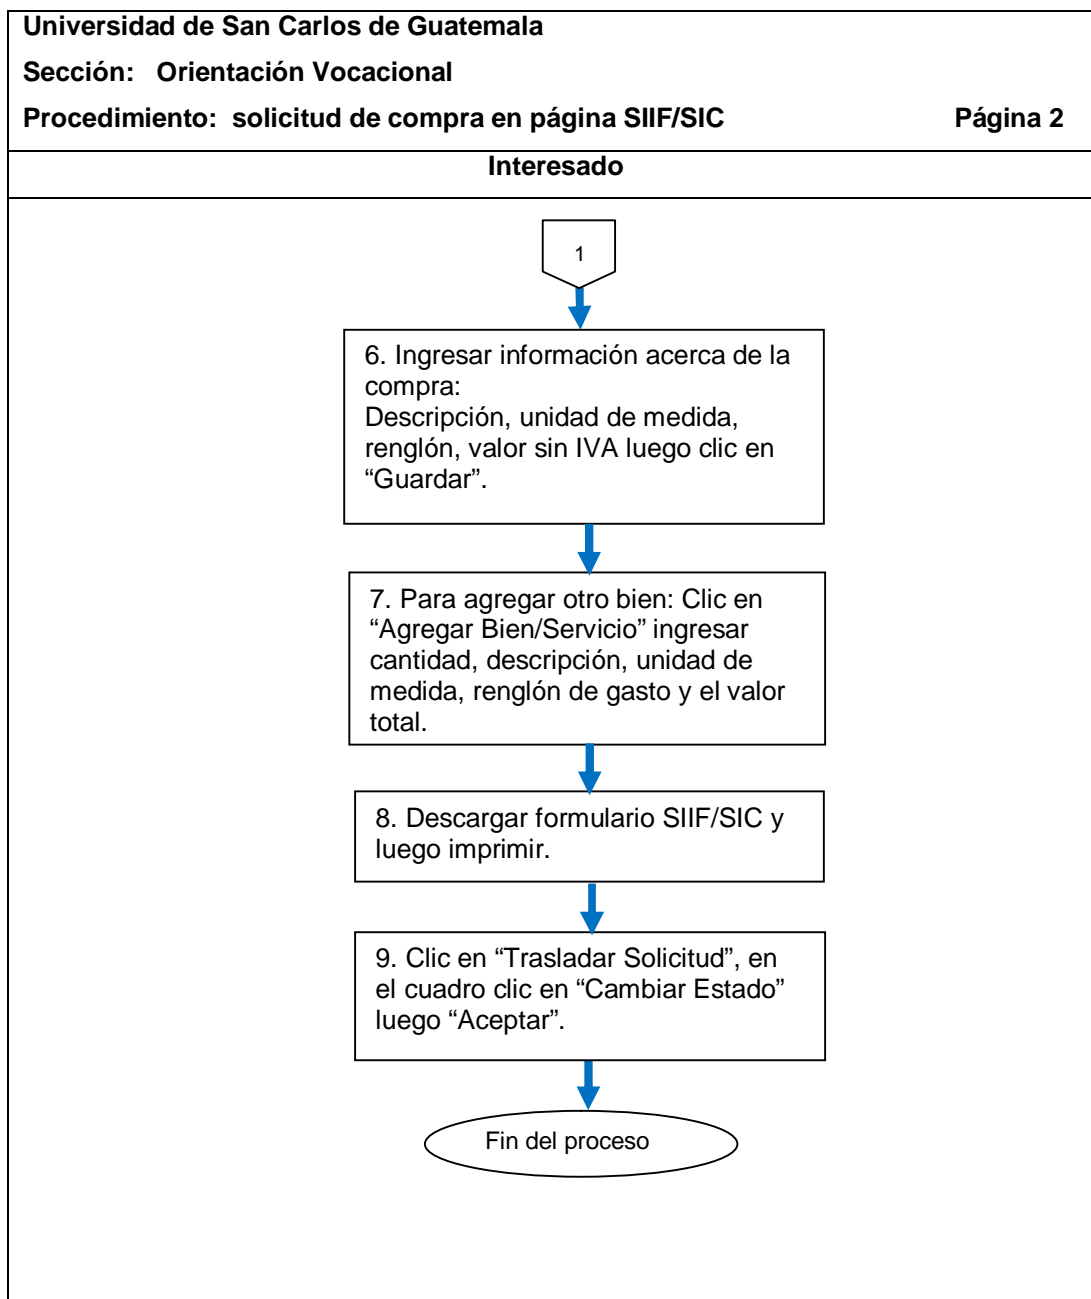 Universidad de San Carlos de Guatemala
Sección: Orientación Vocacional
Procedimiento: solicitud de compra en página SIIF/SIC Página 2
Interesado
1
6. Ingresar información acerca de la
compra:
Descripción, unidad de medida,
renglón, valor sin IVA luego clic en
“Guardar”.
7. Para agregar otro bien: Clic en
“Agregar Bien/Servicio” ingresar
cantidad, descripción, unidad de
medida, renglón de gasto y el valor
total.
8. Descargar formulario SIIF/SIC y
luego imprimir.
9. Clic en “Trasladar Solicitud”, en
el cuadro clic en “Cambiar Estado”
luego “Aceptar”.
Fin del proceso